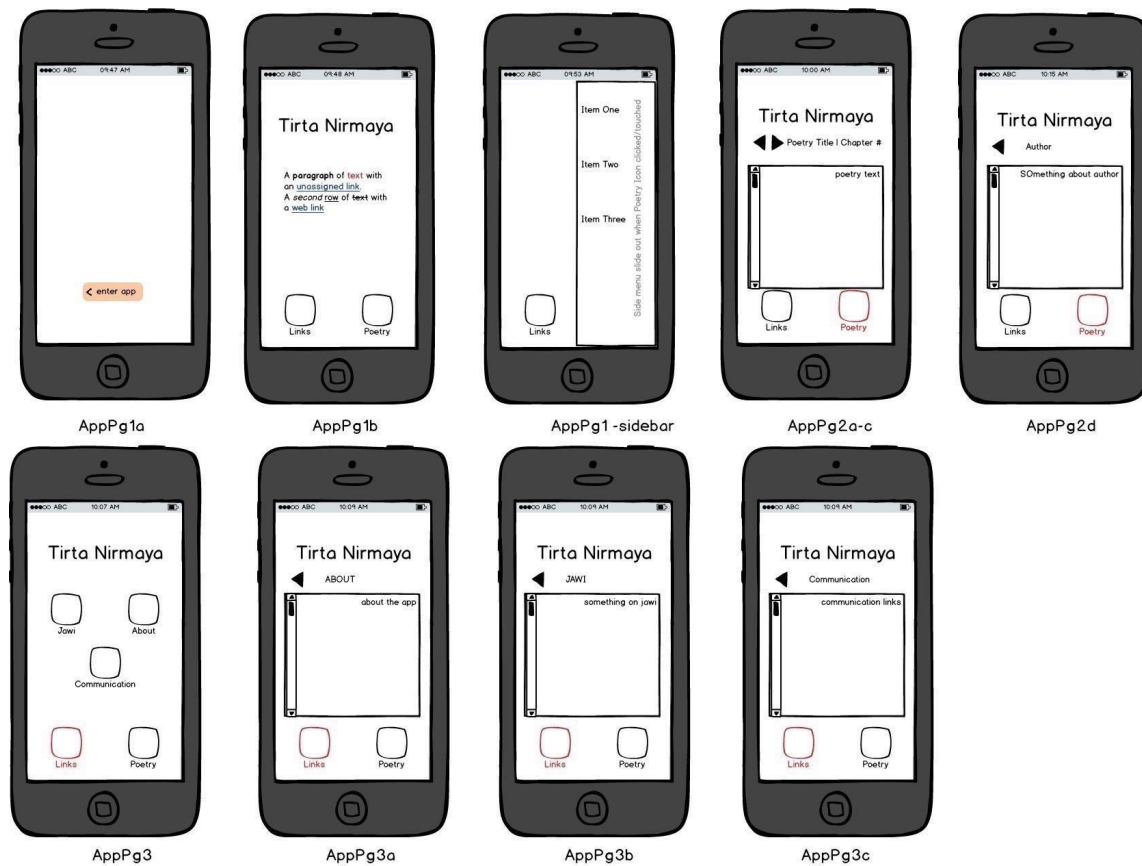 ●●●○○ ABC 09:47 AM
< enter app
AppPg1a
●●●○○ ABC 09:48 AM
Tirta Nirmaya
A paragraph of text with
an unassigned link.
A second row of text with
a web link
Links Poetry
AppPg1b
●●●○○ ABC 09:53 AM
Item One
Item Two
Item Three
Side menu slide out when Poetry Icon clicked/touched
Links
AppPg1 -sidebar
●●●○○ ABC 10:00 AM
Tirta Nirmaya
Poetry Title | Chapter #
poetry text
Links Poetry
AppPg2a-c
●●●○○ ABC 10:15 AM
Tirta Nirmaya
Author
SOmething about author
Links Poetry
AppPg2d
●●●○○ ABC 10:07 AM
Tirta Nirmaya
Jawi About
Communication
Links Poetry
AppPg3
●●●○○ ABC 10:09 AM
Tirta Nirmaya
ABOUT
about the app
Links Poetry
AppPg3a
●●●○○ ABC 10:09 AM
Tirta Nirmaya
JAWI
something on jawi
Links Poetry
AppPg3b
●●●○○ ABC 10:09 AM
Tirta Nirmaya
Communication
communication links
Links Poetry
AppPg3c